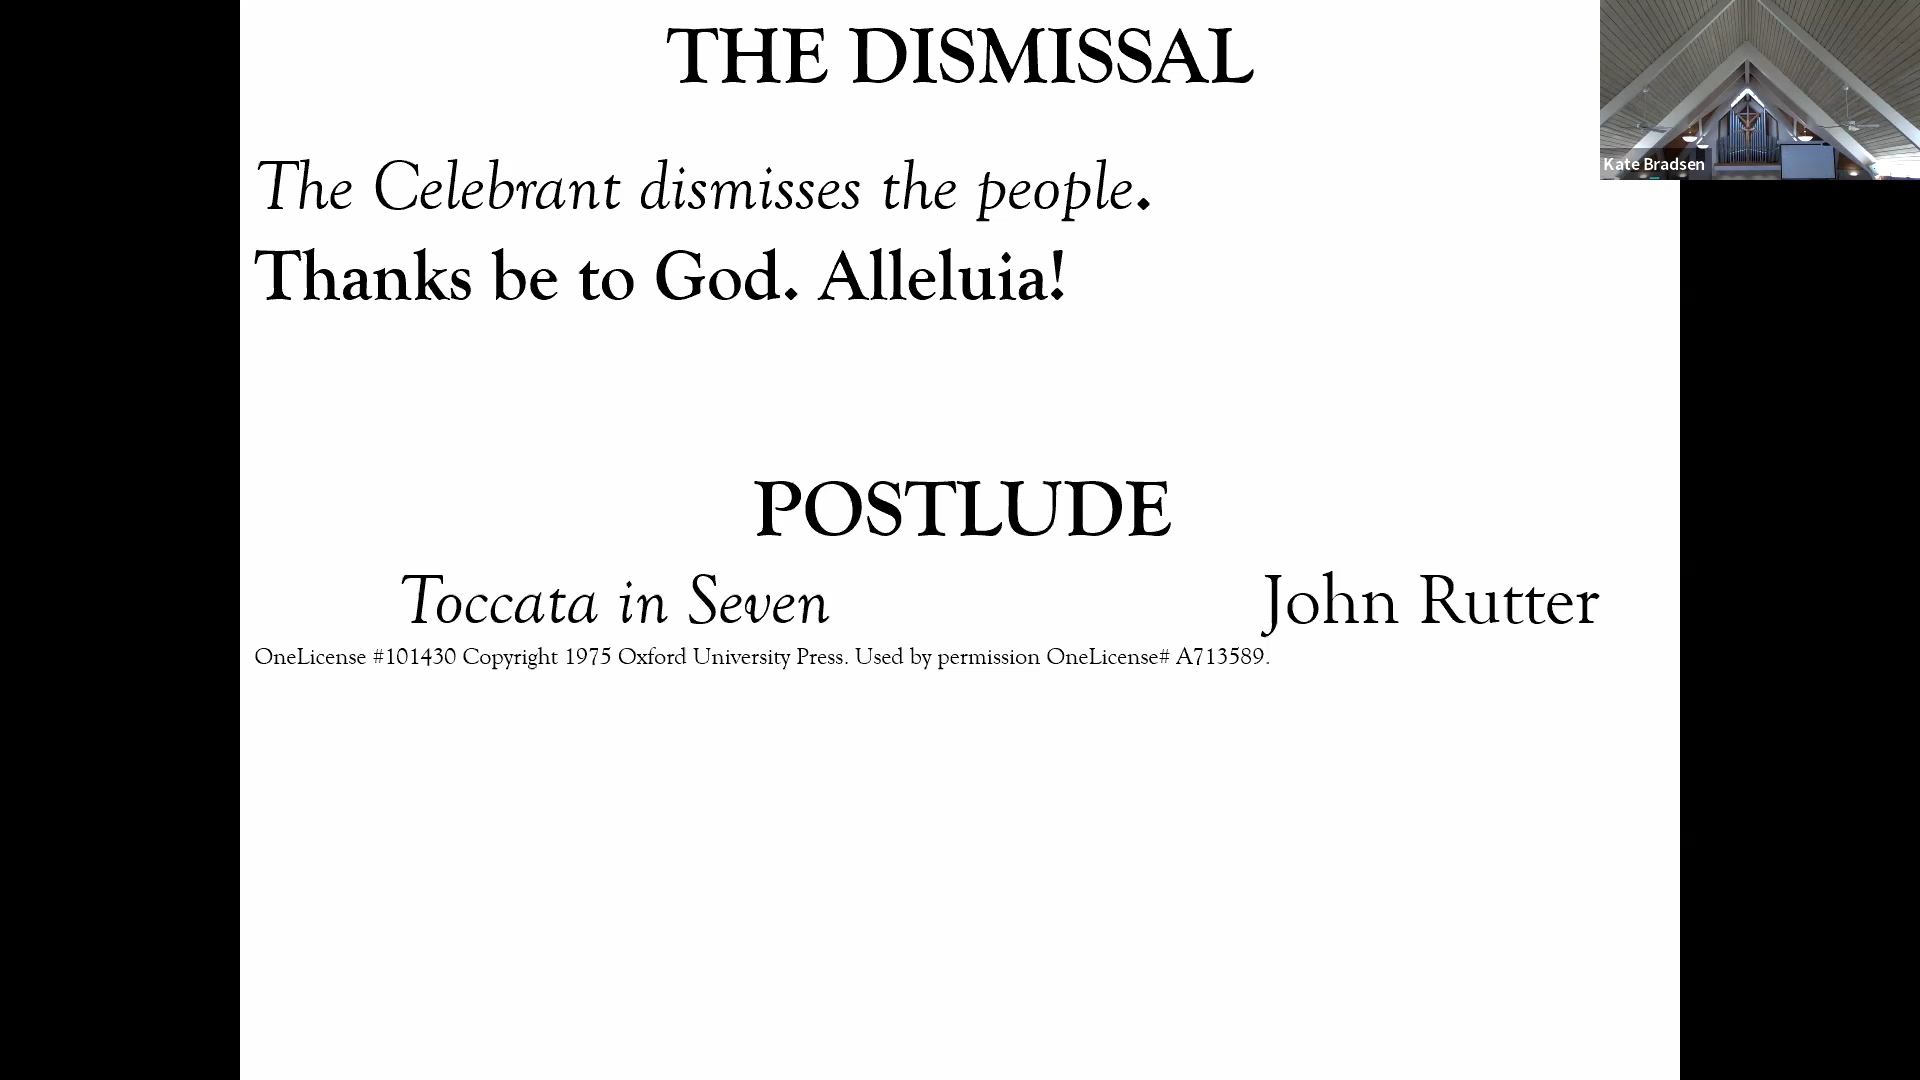 THE DISMISSAL
The Celebrant dismisses the people.
Thanks be to God. Alleluia!
POSTLUDE
Toccata in Seven John Rutter
OneLicense #101430 Copyright 1975 Oxford University Press. Used by permission OneLicense# A713589.
Kate Bradsen